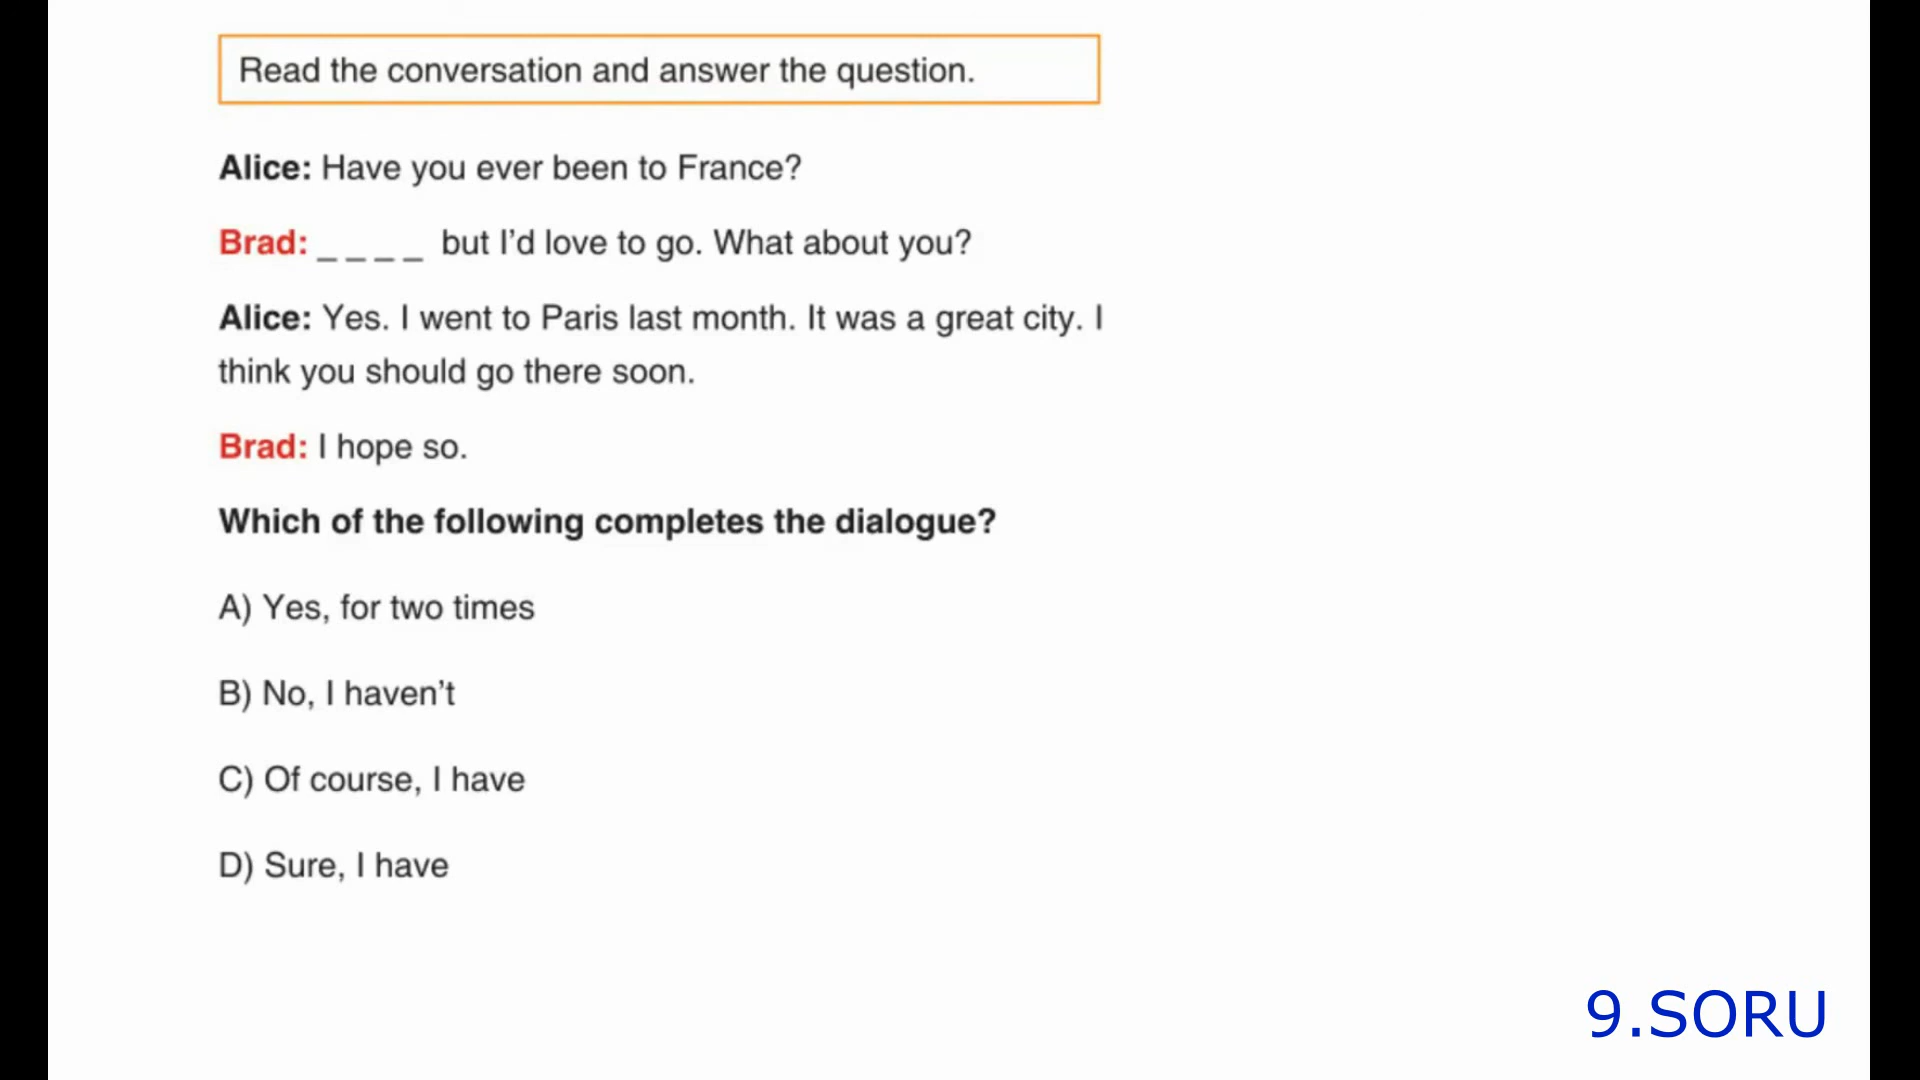 Read the conversation and answer the question.
Alice: Have you ever been to France?
Brad: _ _ _ _ but I’d love to go. What about you?
Alice: Yes. I went to Paris last month. It was a great city. I
think you should go there soon.
Brad: I hope so.
Which of the following completes the dialogue?
A) Yes, for two times
B) No, I haven’t
C) Of course, I have
D) Sure, I have
9.SORU